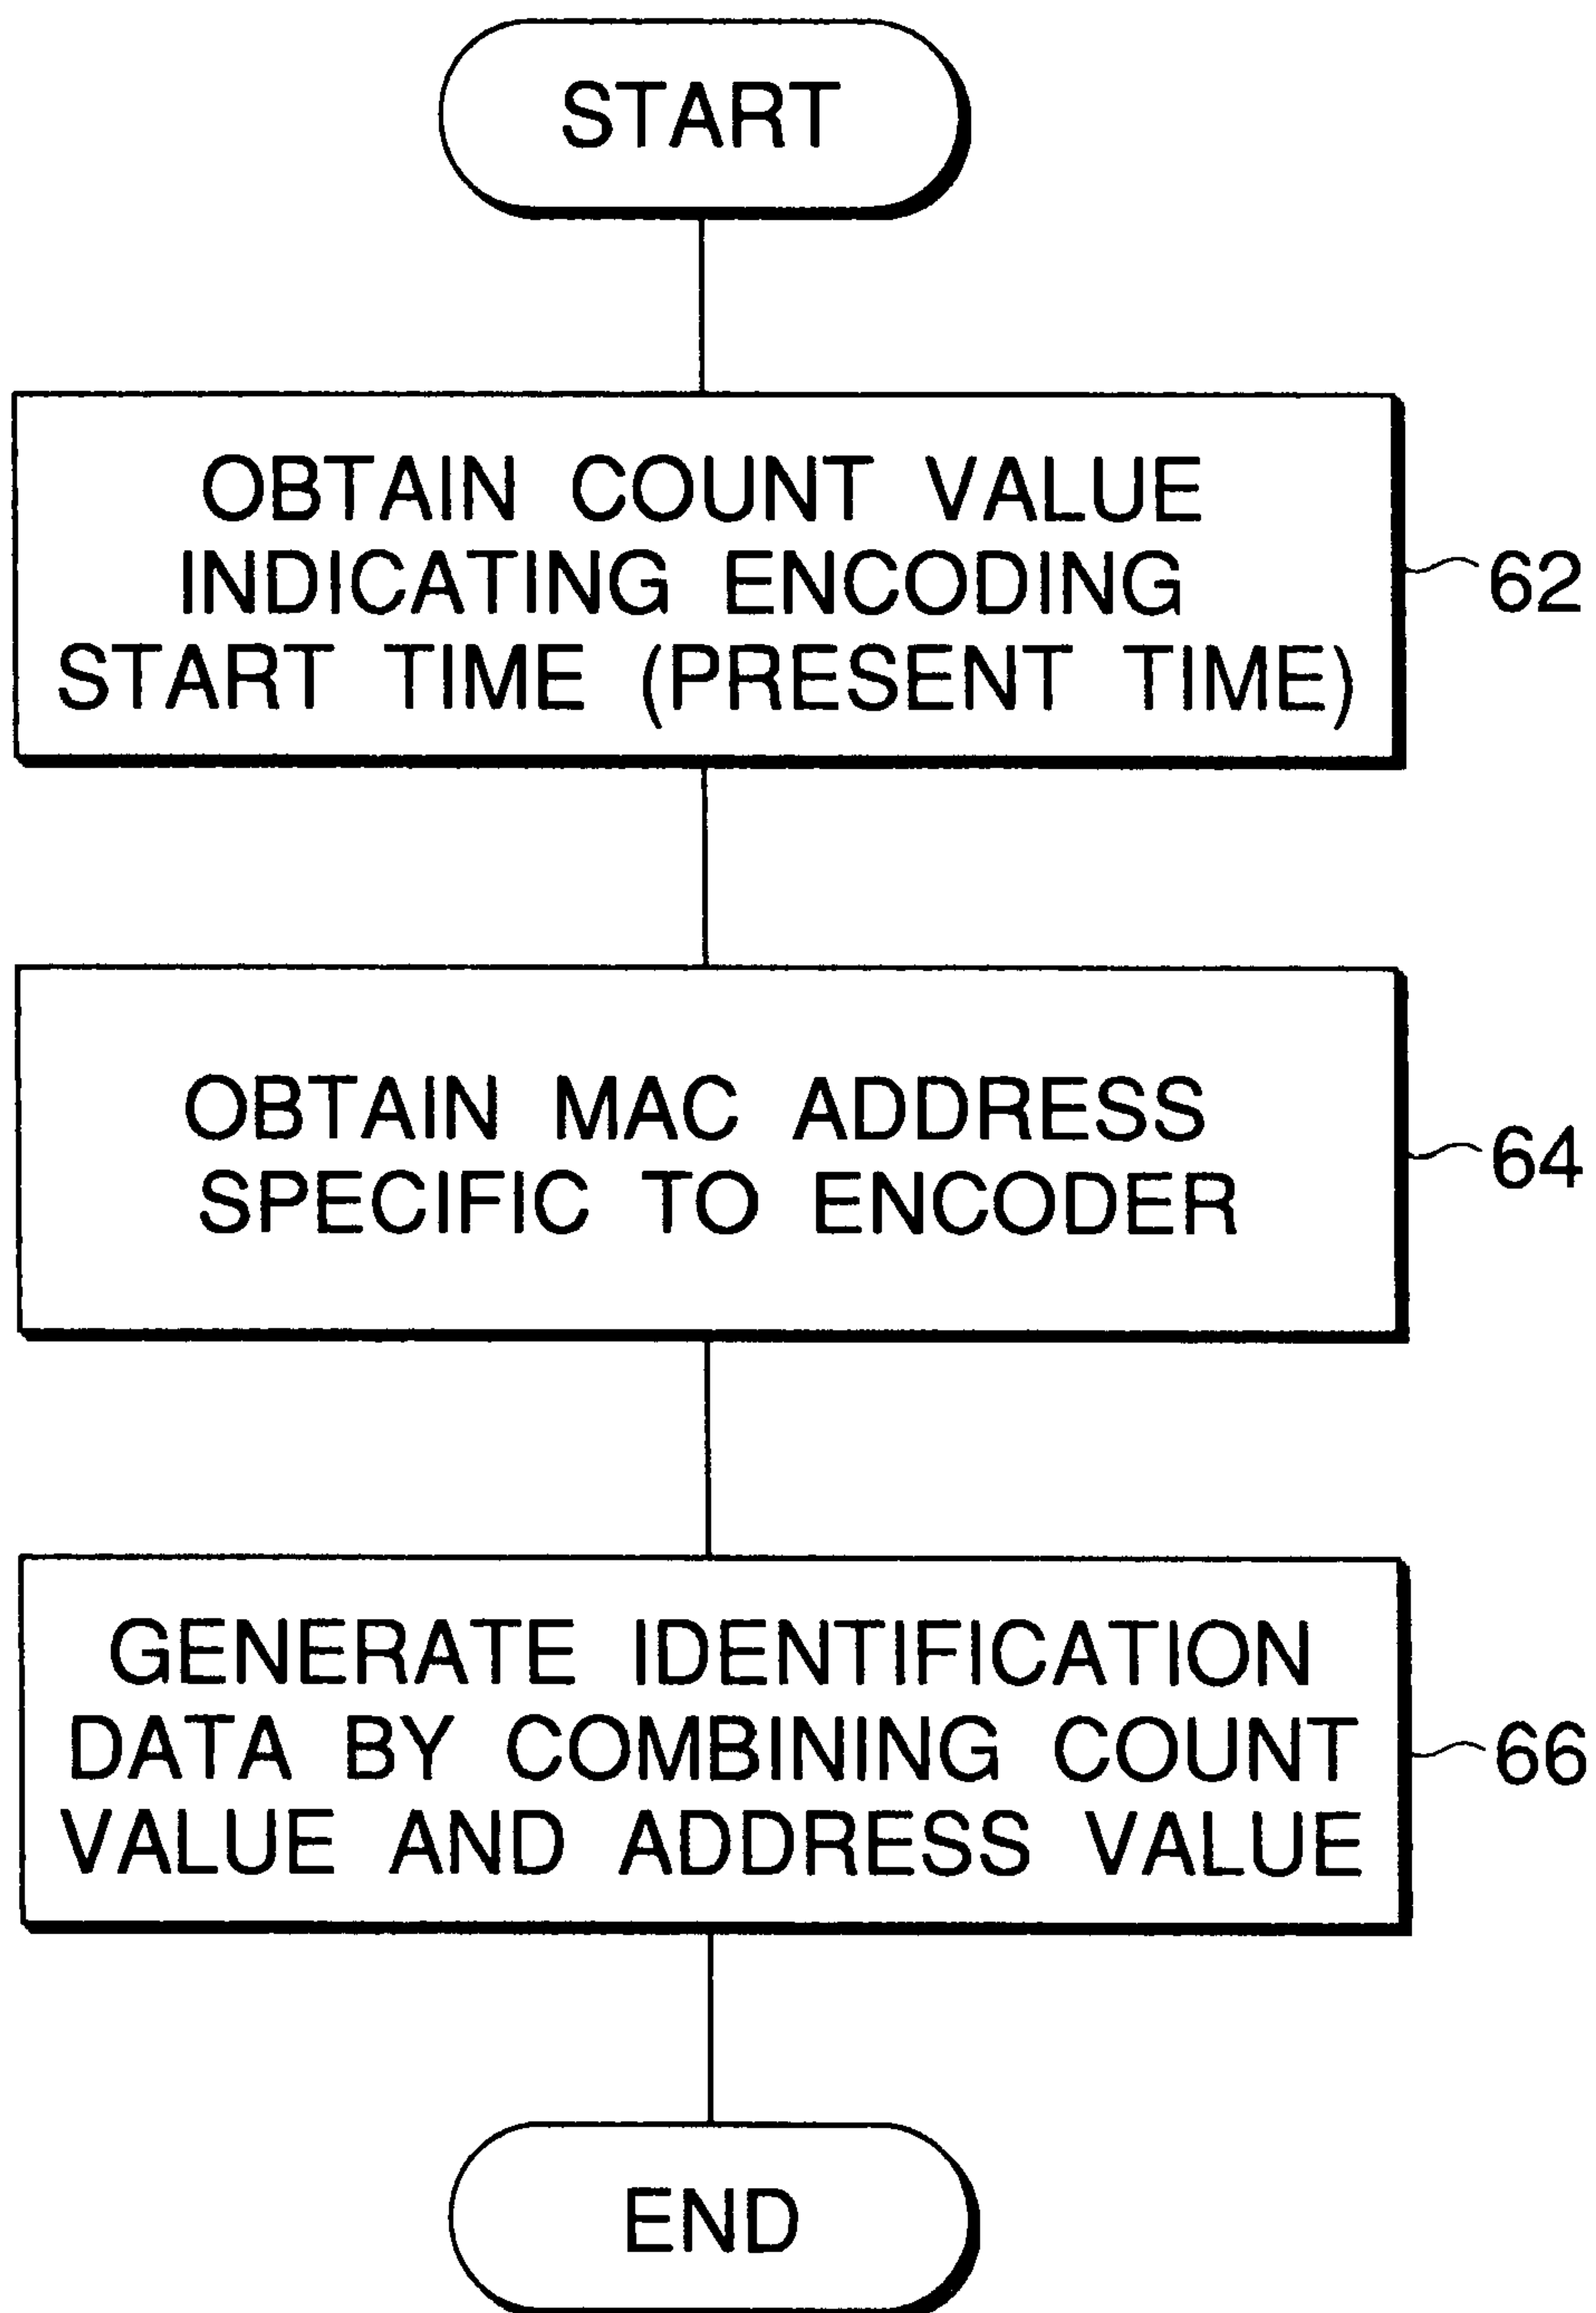 START
OBTAIN COUNT VALUE
INDICATING ENCODING
START TIME (PRESENT TIME)
62
OBTAIN MAC ADDRESS
SPECIFIC TO ENCODER
64
GENERATE IDENTIFICATION
DATA BY COMBINING COUNT
VALUE AND ADDRESS VALUE
66
END